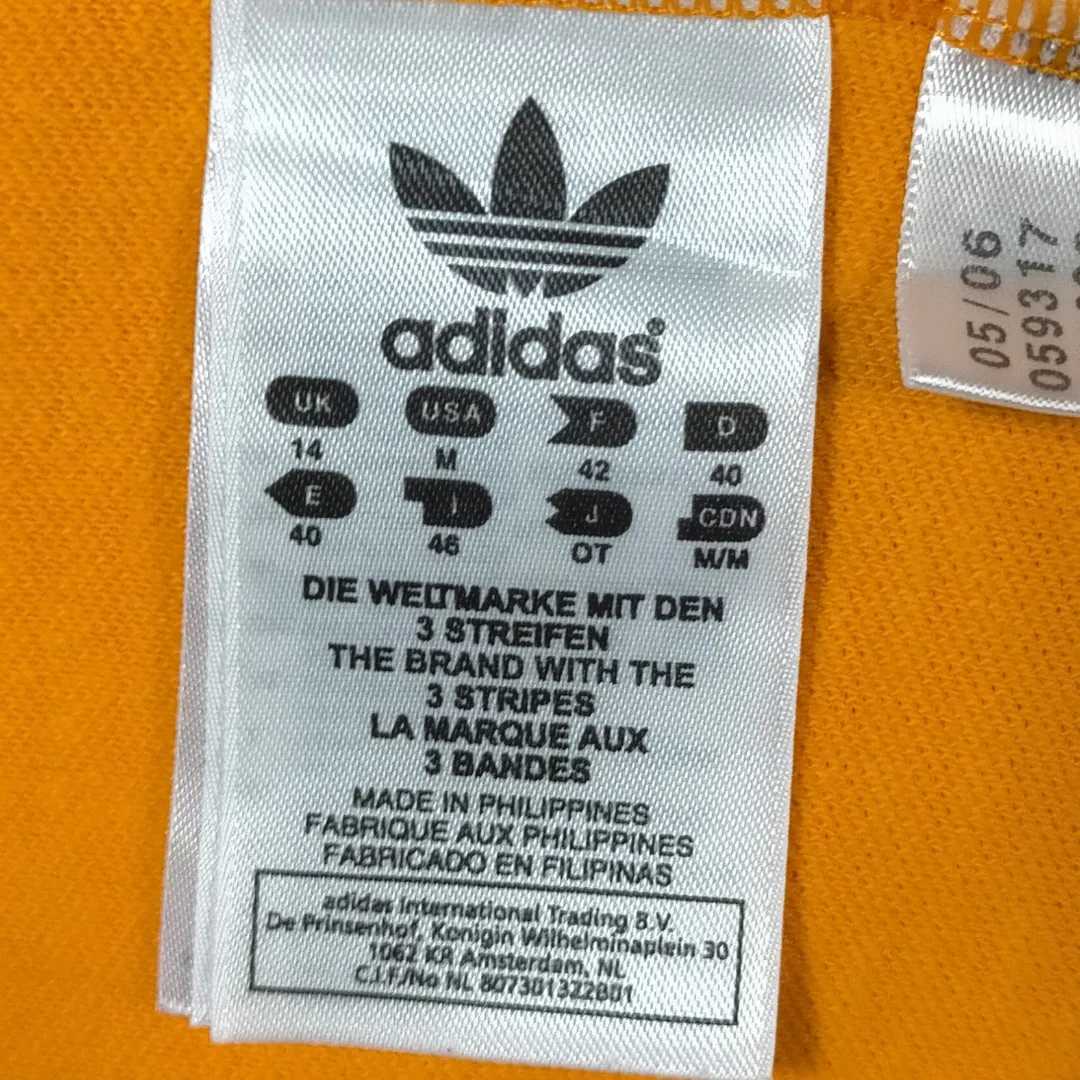 adidas®
UK USA F D
14 M 42 40
E I J CDN
40 46 OT M/M
DIE WELTMARKE MIT DEN
3 STREIFEN
THE BRAND WITH THE
3 STRIPES
LA MARQUE AUX
3 BANDES
MADE IN PHILIPPINES
FABRIQUE AUX PHILIPPINES
FABRICADO EN FILIPINAS
adidas International Trading B.V.
De Prinsenhof, Konigin Wilhelminaplein 30
1062 KR Amsterdam, NL
C.I.F/No NL 807301322B01
05/06
059317